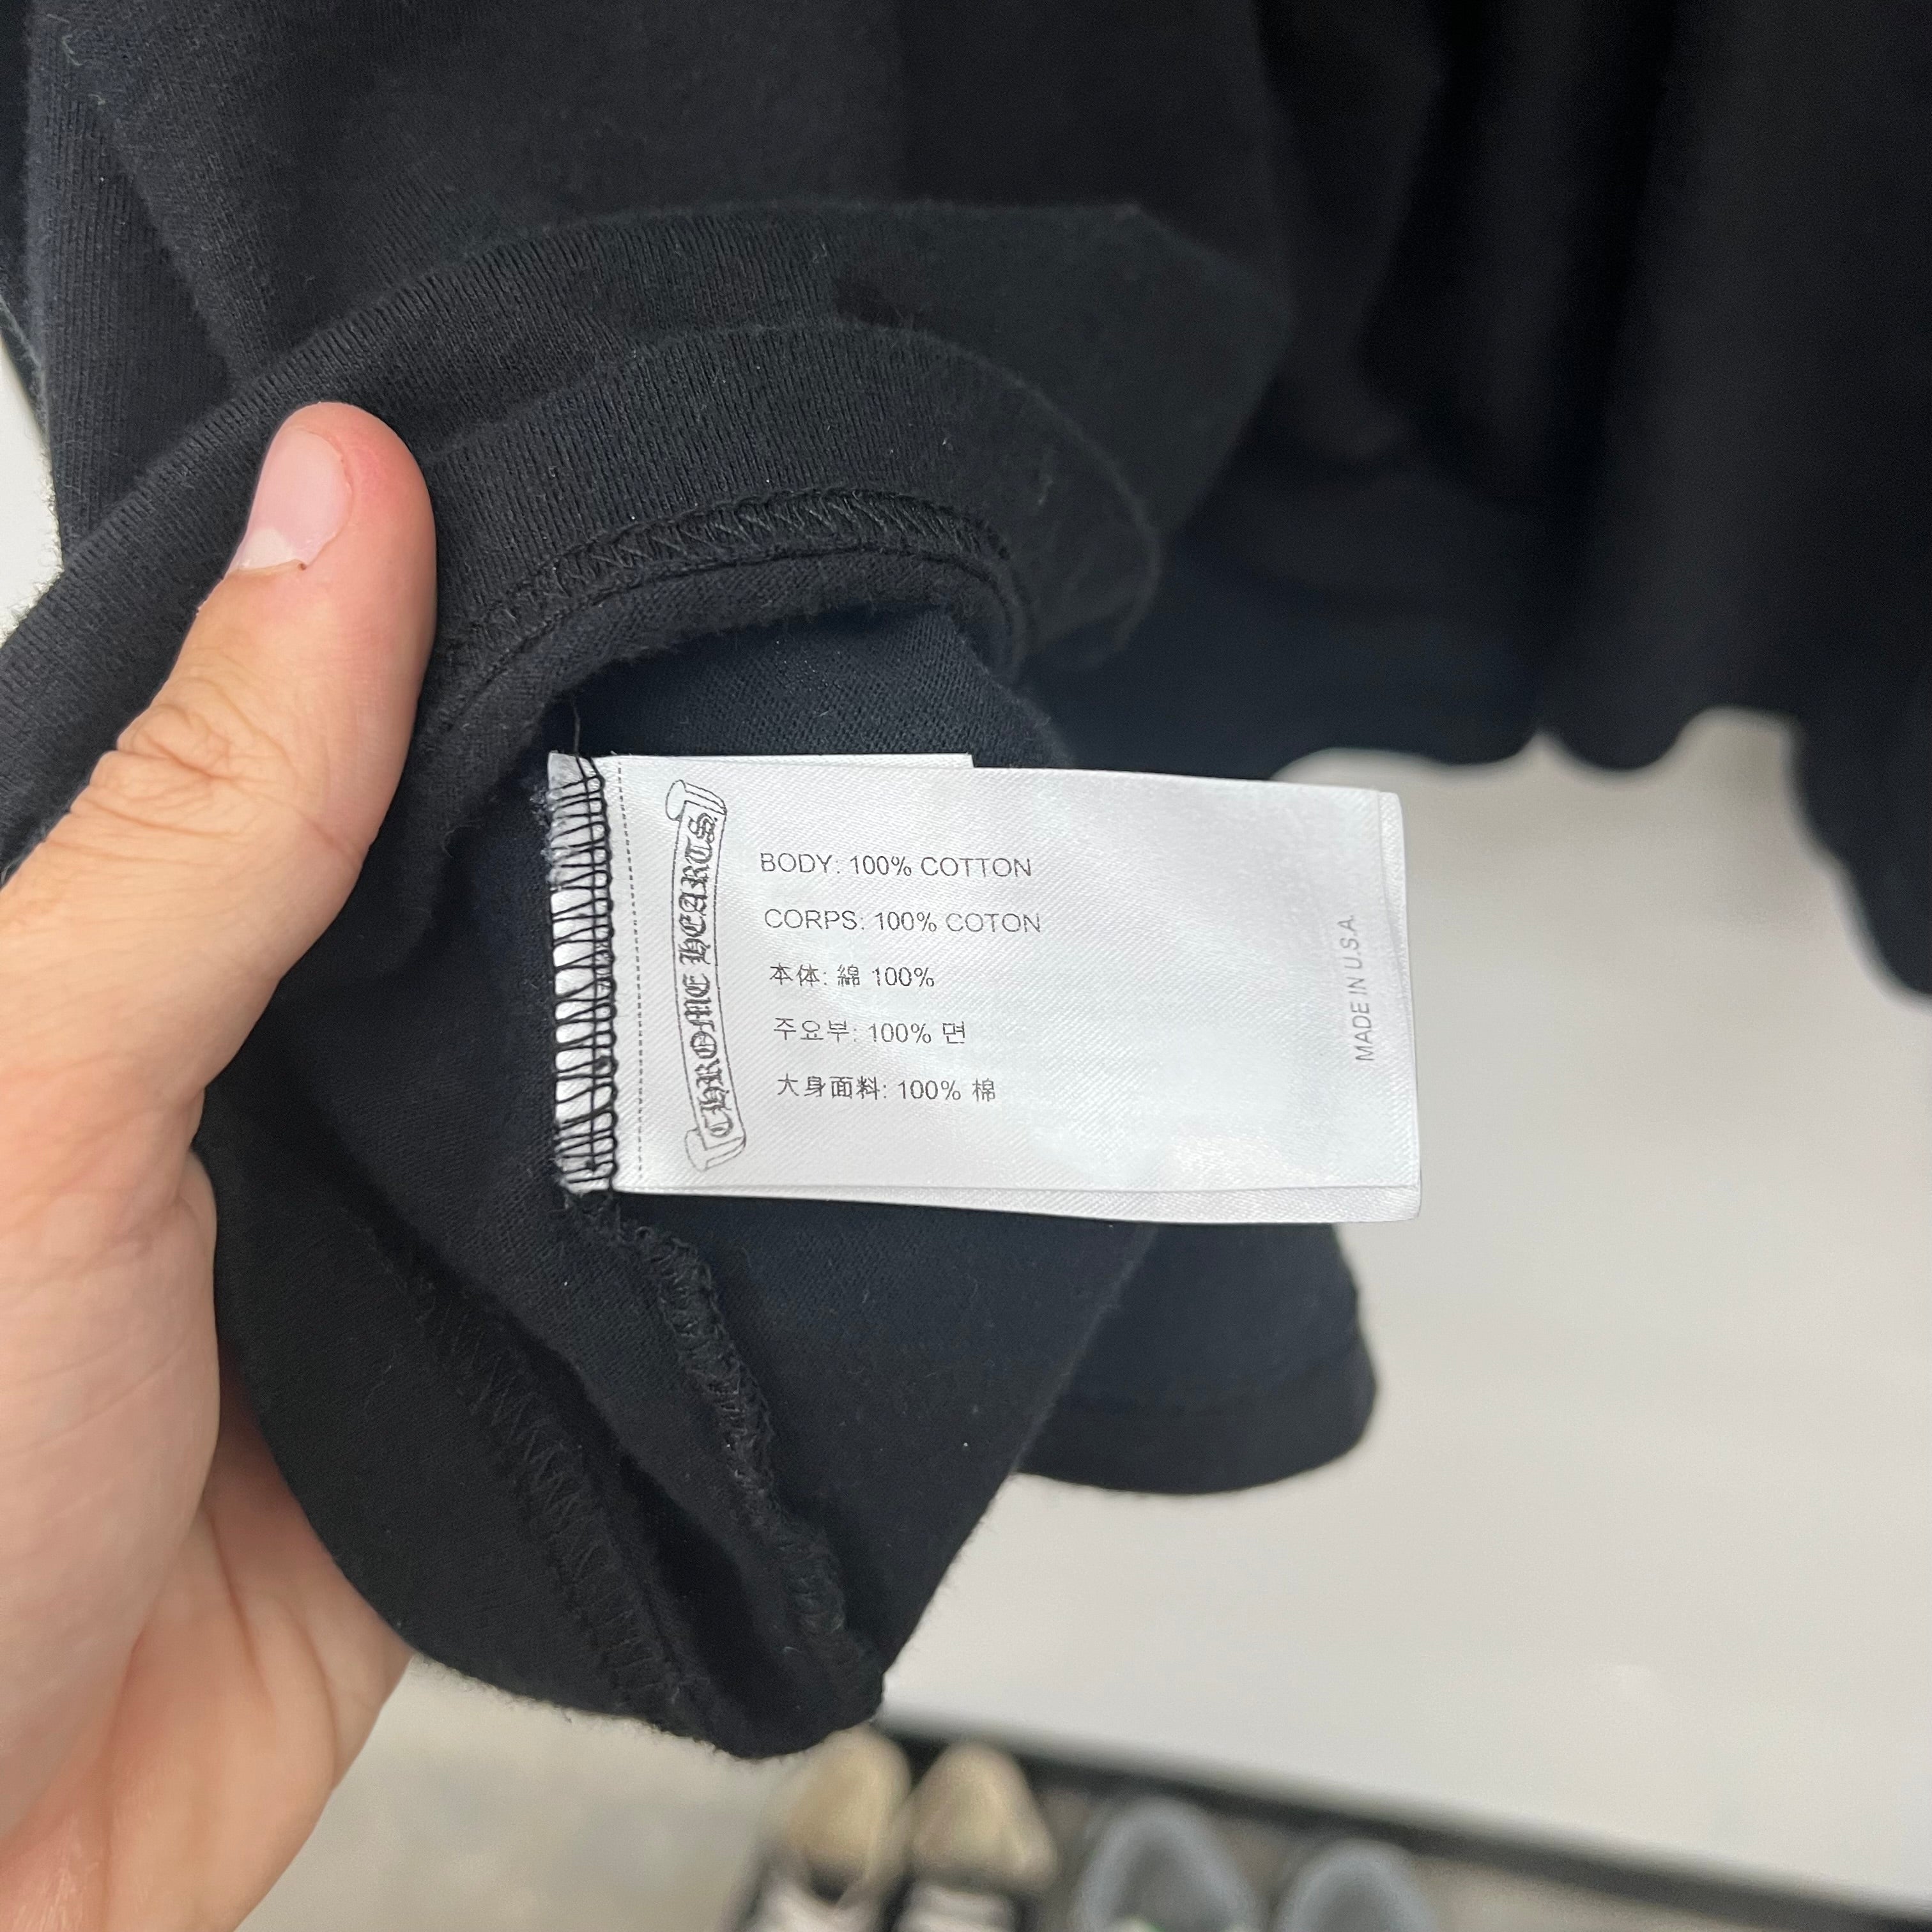 CHROME HEARTS
BODY: 100% COTTON
CORPS: 100% COTON
本体: 綿 100%
주요부: 100% 면
大身面料: 100% 棉
MADE IN U.S.A.